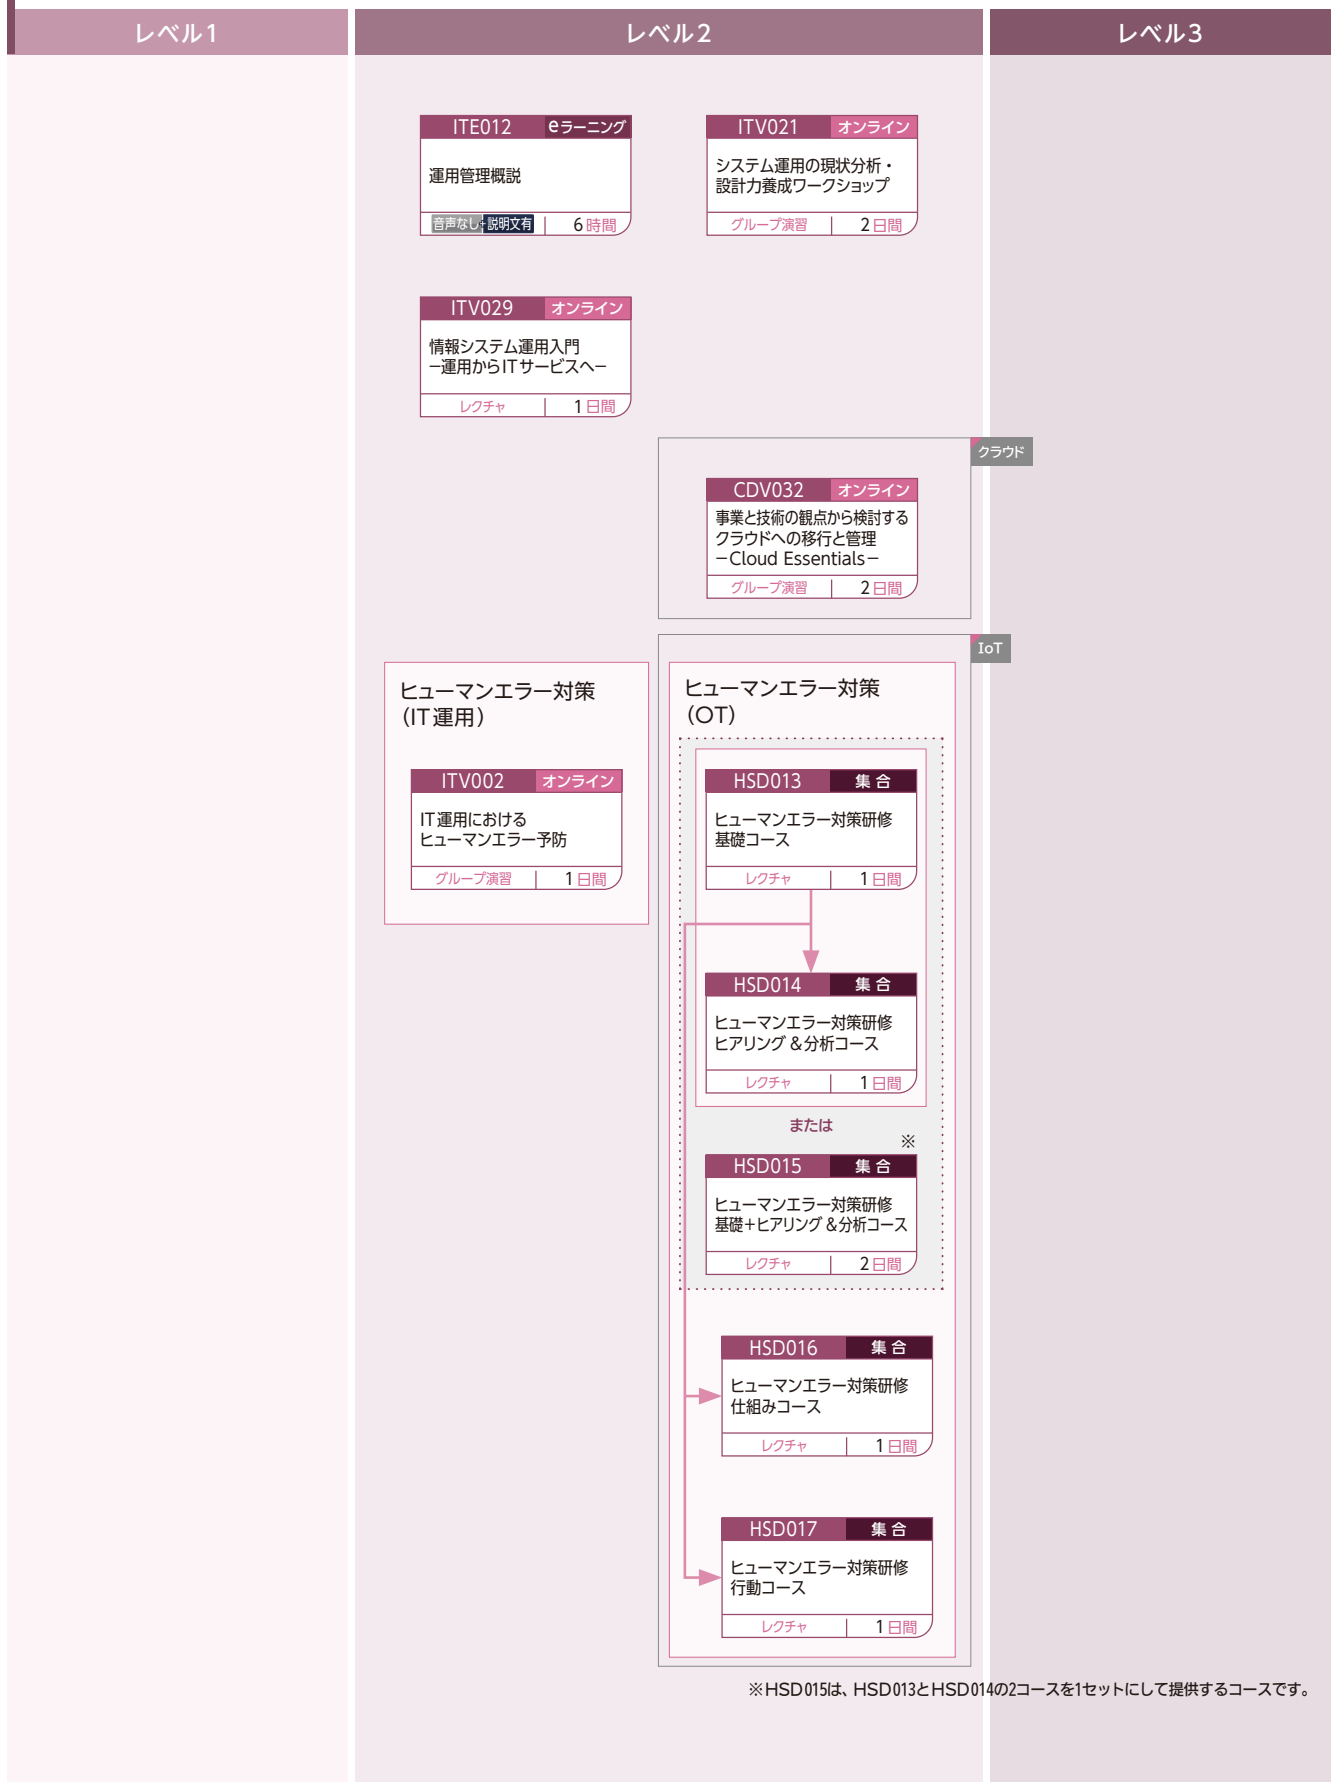 レベル1
レベル2
レベル3
ITE012 eラーニング
運用管理概説
音声なし+説明文有 6時間
ITV021 オンライン
システム運用の現状分析・
設計力養成ワークショップ
グループ演習 2日間
ITV029 オンライン
情報システム運用入門
−運用からITサービスへ−
レクチャ 1日間
クラウド
CDV032 オンライン
事業と技術の観点から検討する
クラウドへの移行と管理
−Cloud Essentials−
グループ演習 2日間
IoT
ヒューマンエラー対策
（IT運用）
ITV002 オンライン
IT運用における
ヒューマンエラー予防
グループ演習 1日間
ヒューマンエラー対策
（OT）
HSD013 集合
ヒューマンエラー対策研修
基礎コース
レクチャ 1日間
HSD014 集合
ヒューマンエラー対策研修
ヒアリング＆分析コース
レクチャ 1日間
または
※
HSD015 集合
ヒューマンエラー対策研修
基礎＋ヒアリング＆分析コース
レクチャ 2日間
HSD016 集合
ヒューマンエラー対策研修
仕組みコース
レクチャ 1日間
HSD017 集合
ヒューマンエラー対策研修
行動コース
レクチャ 1日間
※HSD015は、HSD013とHSD014の2コースを1セットにして提供するコースです。